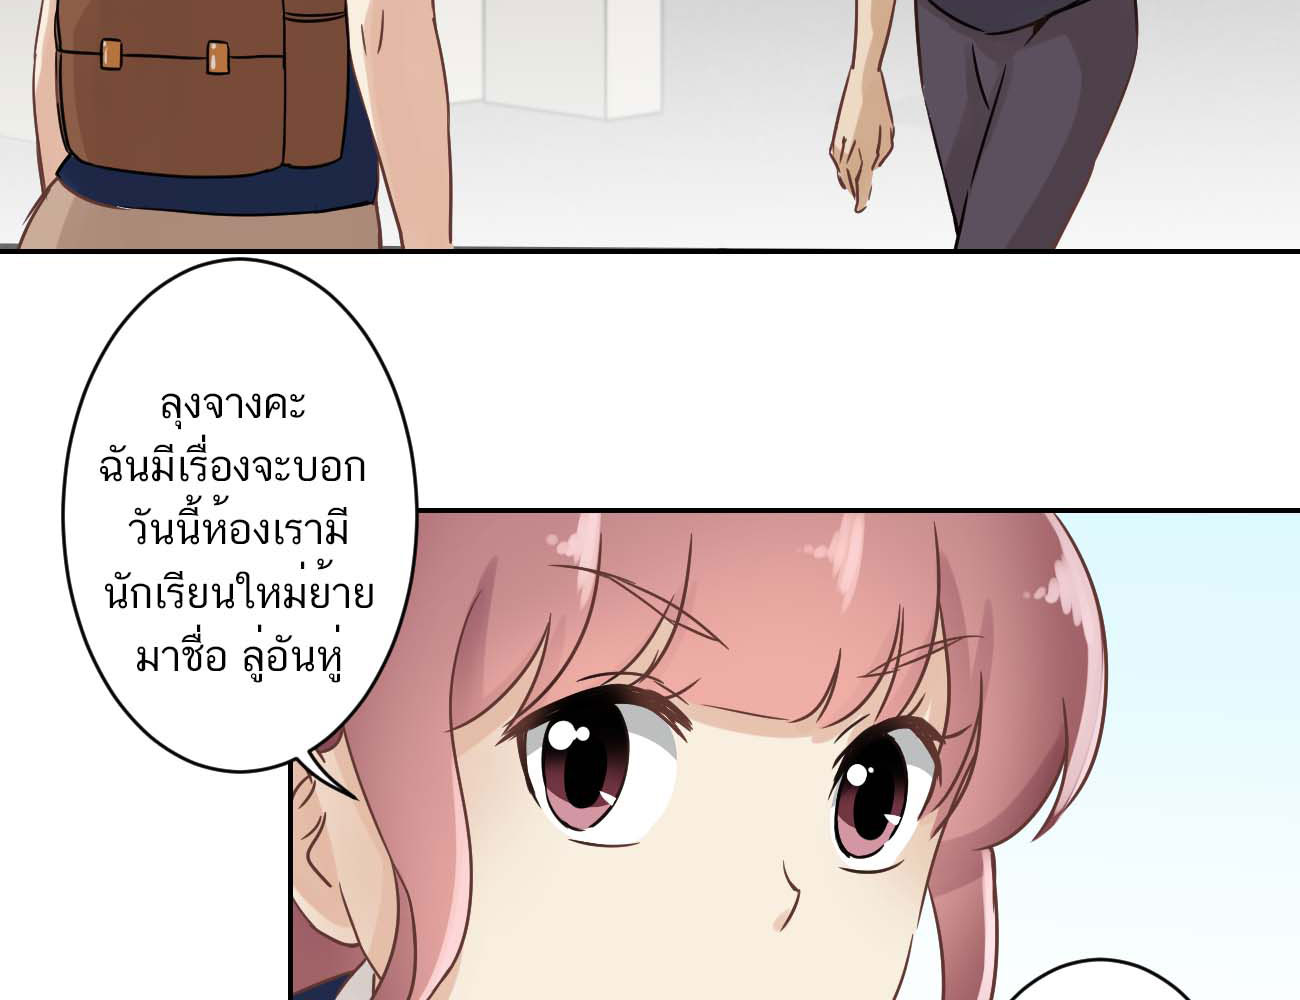 ลุงจางคะ
ฉันมีเรื่องจะบอก
วันนี้ห้องเรามี
นักเรียนใหม่ย้าย
มาชื่อ ลู่อันหู่